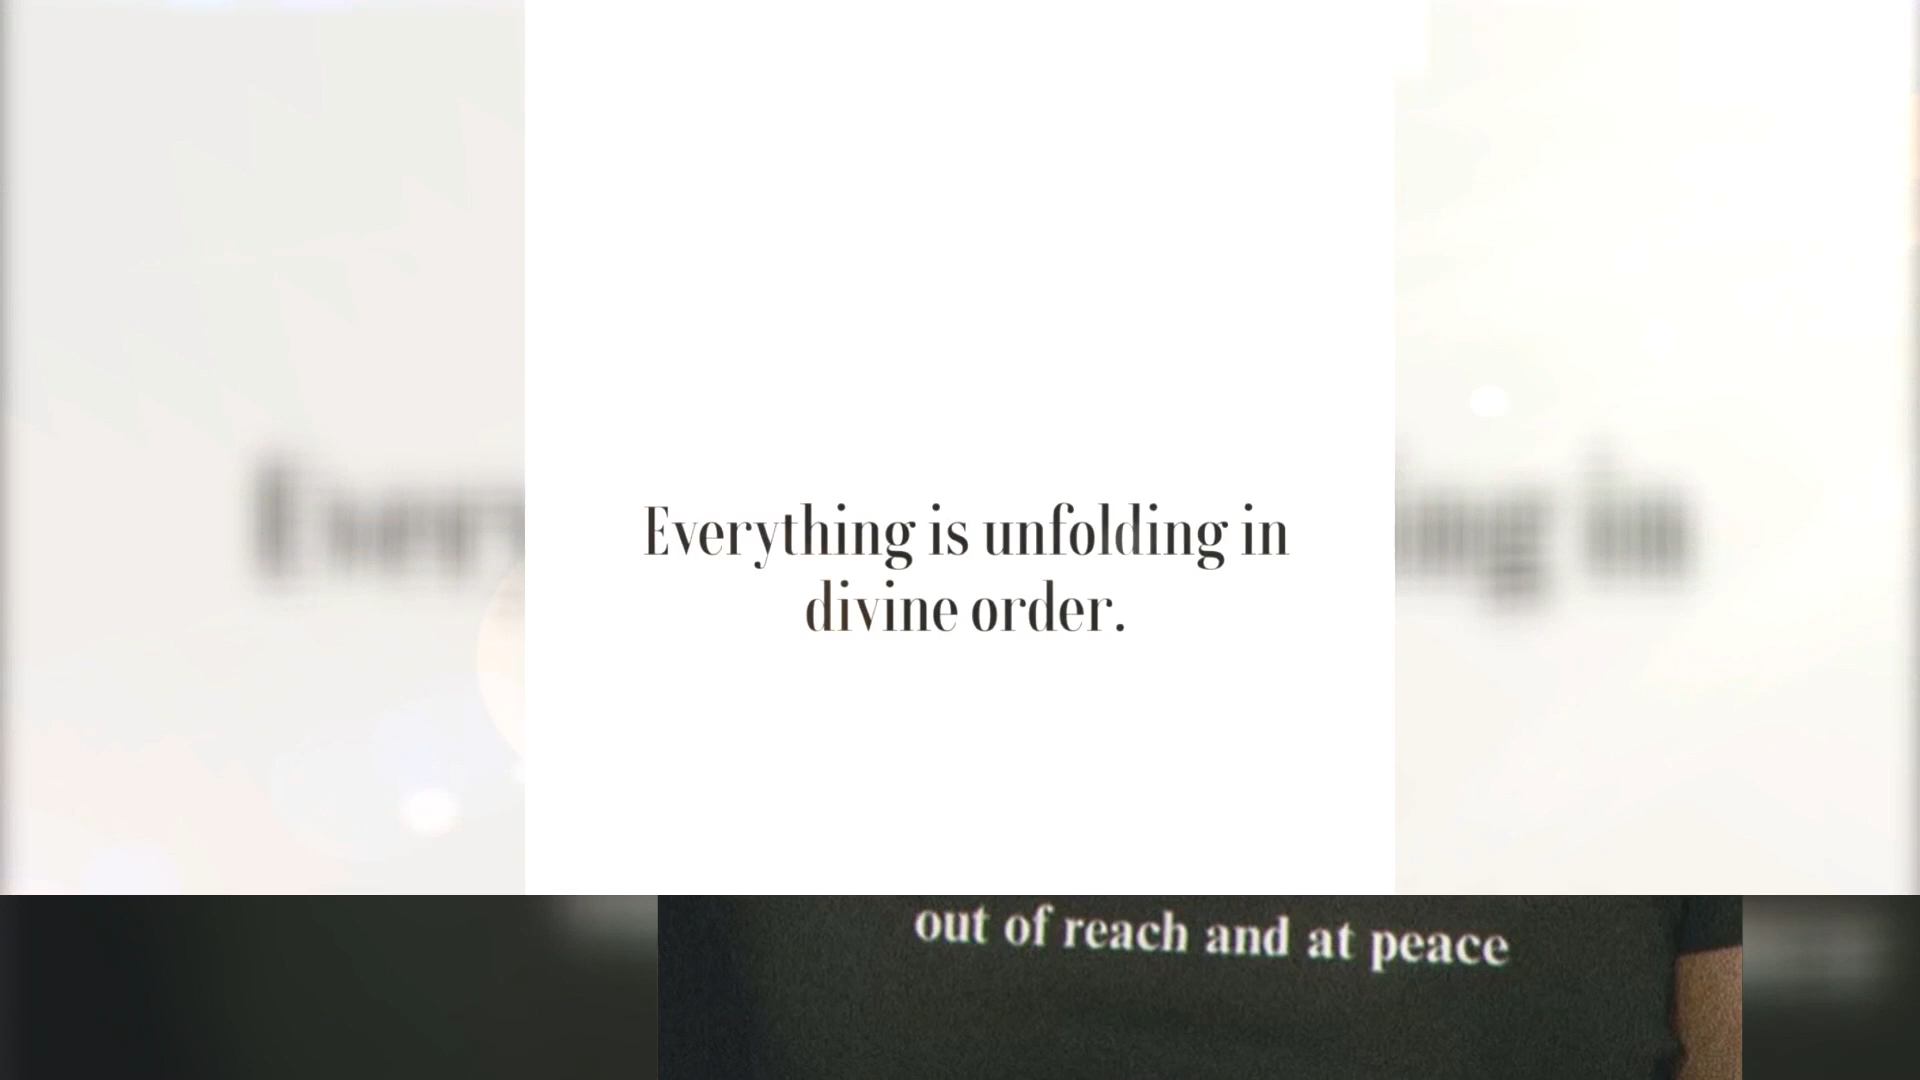 Everything is unfolding in
divine order.
out of reach and at peace